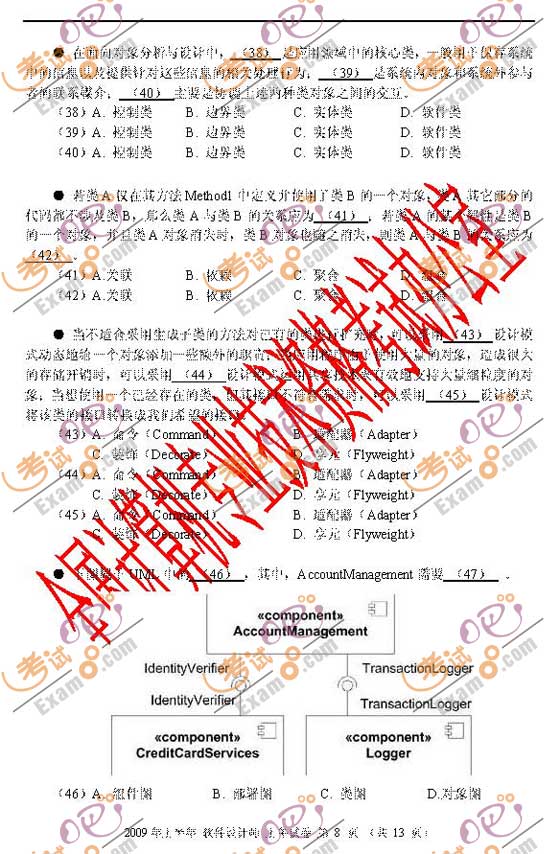 ● 在面向对象分析与设计中，（38）是应用领域中的核心类，一般用于保存系统
中的信息以及提供针对这些信息的相关处理行为；（39）是系统内对象和系统外参与
者的联系媒介；（40）主要是协调上述两种类对象之间的交互。
（38）A. 控制类 B. 边界类 C. 实体类 D. 软件类
（39）A. 控制类 B. 边界类 C. 实体类 D. 软件类
（40）A. 控制类 B. 边界类 C. 实体类 D. 软件类
● 若类 A 仅在其方法 Method1 中定义并使用了类 B 的一个对象，类 A 其它部分的
代码都不涉及类 B，那么类 A 与类 B 的关系应为（41）；若类 A 的某个属性是类 B
的一个对象，并且类 A 对象消失时，类 B 对象也随之消失，则类 A 与类 B 的关系应为
（42）。
（41）A.关联 B. 依赖 C. 聚合 D. 组合
（42）A.关联 B. 依赖 C. 聚合 D. 组合
● 当不适合采用生成子类的方法对已有的类进行扩充时，可以采用（43）设计模
式动态地给一个对象添加一些额外的职责；当应用程序由于使用大量的对象，造成很大
的存储开销时，可以采用（44）设计模式运用共享技术来有效地支持大量细粒度的对
象；当想使用一个已经存在的类，但其接口不符合需求时，可以采用（45）设计模式
将该类的接口转换成我们希望的接口。
（43）A. 命令（Command） B. 适配器（Adapter）
C. 装饰（Decorate） D. 享元（Flyweight）
（44）A. 命令（Command） B. 适配器（Adapter）
C. 装饰（Decorate） D. 享元（Flyweight）
（45）A. 命令（Command） B. 适配器（Adapter）
C. 装饰（Decorate） D. 享元（Flyweight）
● 下图属于 UML 中的（46），其中，AccountManagement 需要（47）。
«component»
AccountManagement
IdentityVerifier TransactionLogger
IdentityVerifier TransactionLogger
«component» «component»
CreditCardServices Logger
（46）A. 组件图 B. 部署图 C. 类图 D.对象图
2009 年上半年 软件设计师 上午试卷 第 8 页 （共 13 页）